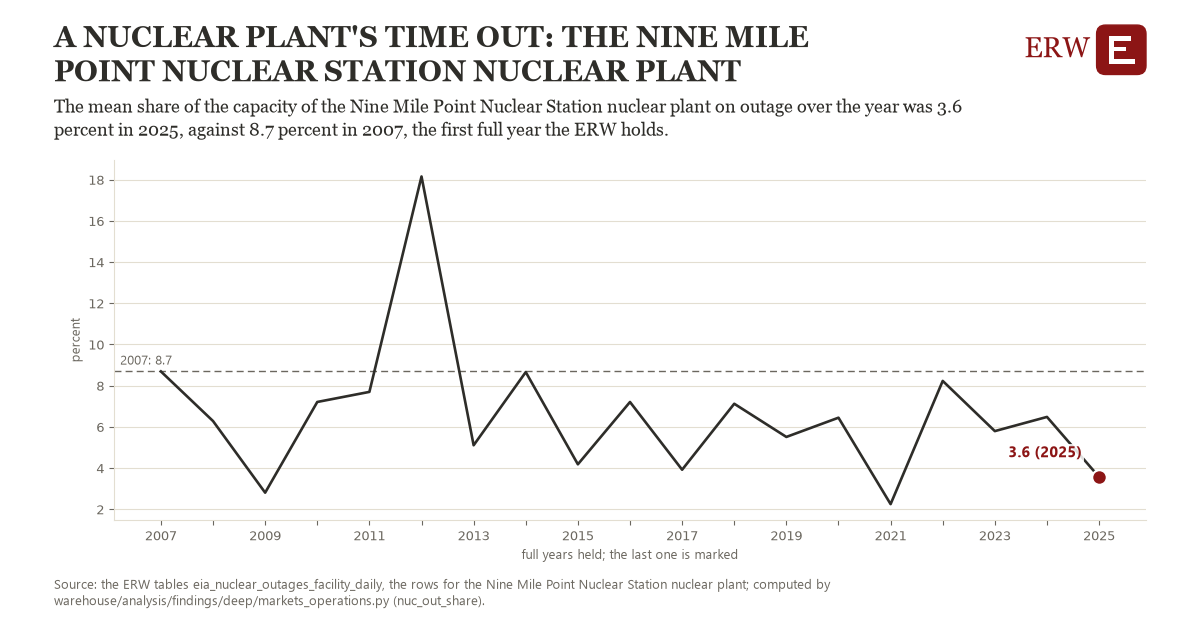 A NUCLEAR PLANT'S TIME OUT: THE NINE MILE
POINT NUCLEAR STATION NUCLEAR PLANT
ERW E
The mean share of the capacity of the Nine Mile Point Nuclear Station nuclear plant on outage over the year was 3.6
percent in 2025, against 8.7 percent in 2007, the first full year the ERW holds.
18
16
14
12
10
8
6
4
2
percent
2007: 8.7
3.6 (2025)
2007 2009 2011 2013 2015 2017 2019 2021 2023 2025
full years held; the last one is marked
Source: the ERW tables eia_nuclear_outages_facility_daily, the rows for the Nine Mile Point Nuclear Station nuclear plant; computed by
warehouse/analysis/findings/deep/markets_operations.py (nuc_out_share).